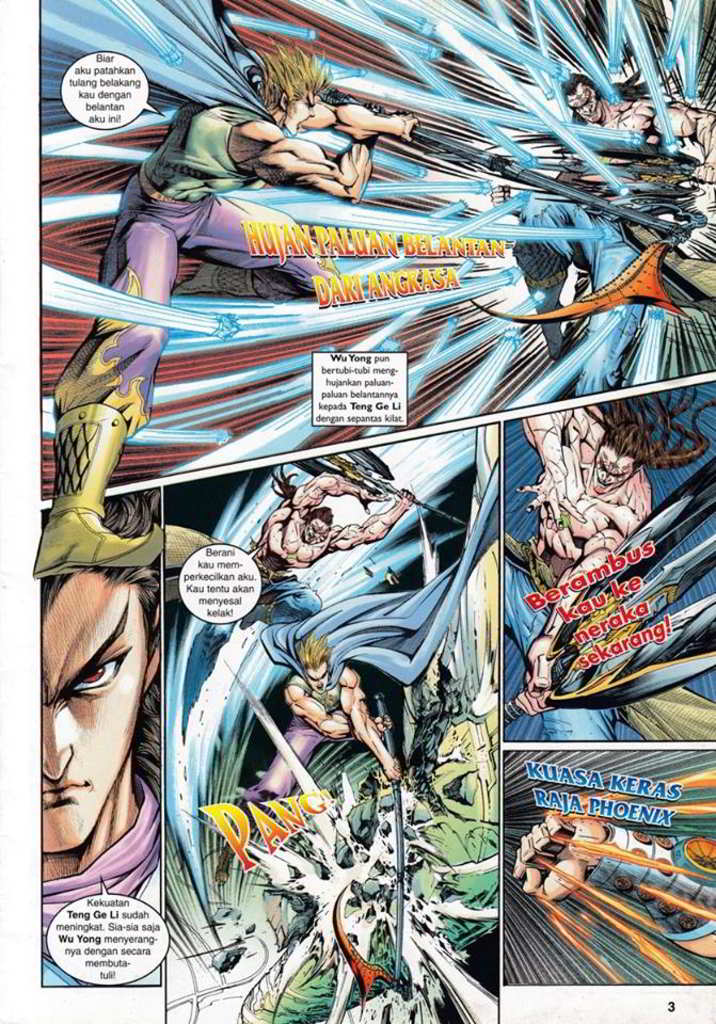 Biar
aku patahkan
tulang belakang
kau dengan
belantan
aku ini!
HUJAN PALUAN BELANTAN
DARI ANGKASA
Wu Yong pun
bertubi-tubi meng-
hujankan paluan-
paluan belantannya
kepada Teng Ge Li
dengan sepantas kilat.
Kekuatan
Teng Ge Li sudah
meningkat. Sia-sia saja
Wu Yong menyerang-
nya dengan secara
membuta-
tuli!
Berani
kau mem-
perkecilkan aku.
Kau tentu akan
menyesal
kelak!
PANG!
Berambus
kau ke
neraka
sekarang!
KUASA KERAS
RAJA PHOENIX
3